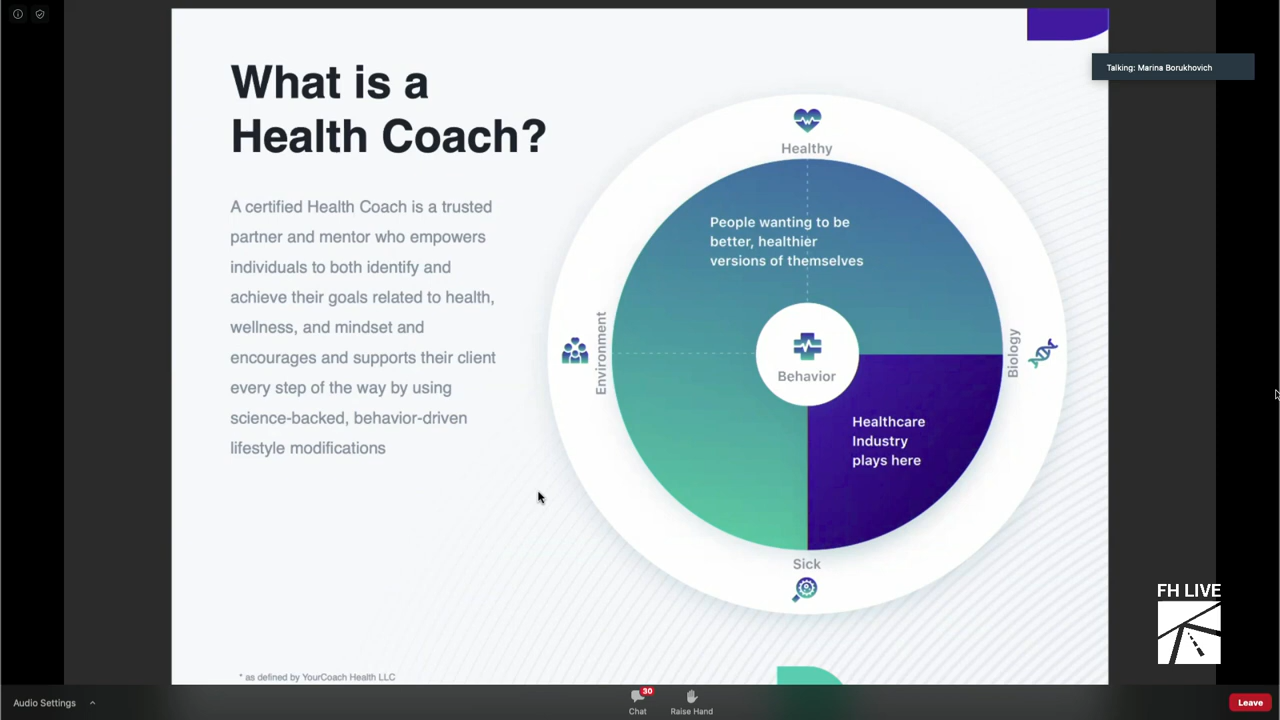 Talking: Marina Borukhovich
What is a
Health Coach?
A certified Health Coach is a trusted
partner and mentor who empowers
individuals to both identify and
achieve their goals related to health,
wellness, and mindset and
encourages and supports their client
every step of the way by using
science-backed, behavior-driven
lifestyle modifications
Healthy
People wanting to be
better, healthier
versions of themselves
Environment
Behavior
Biology
Healthcare
Industry
plays here
Sick
* as defined by YourCoach Health LLC
FH LIVE
Audio Settings
30
Chat
Raise Hand
Leave